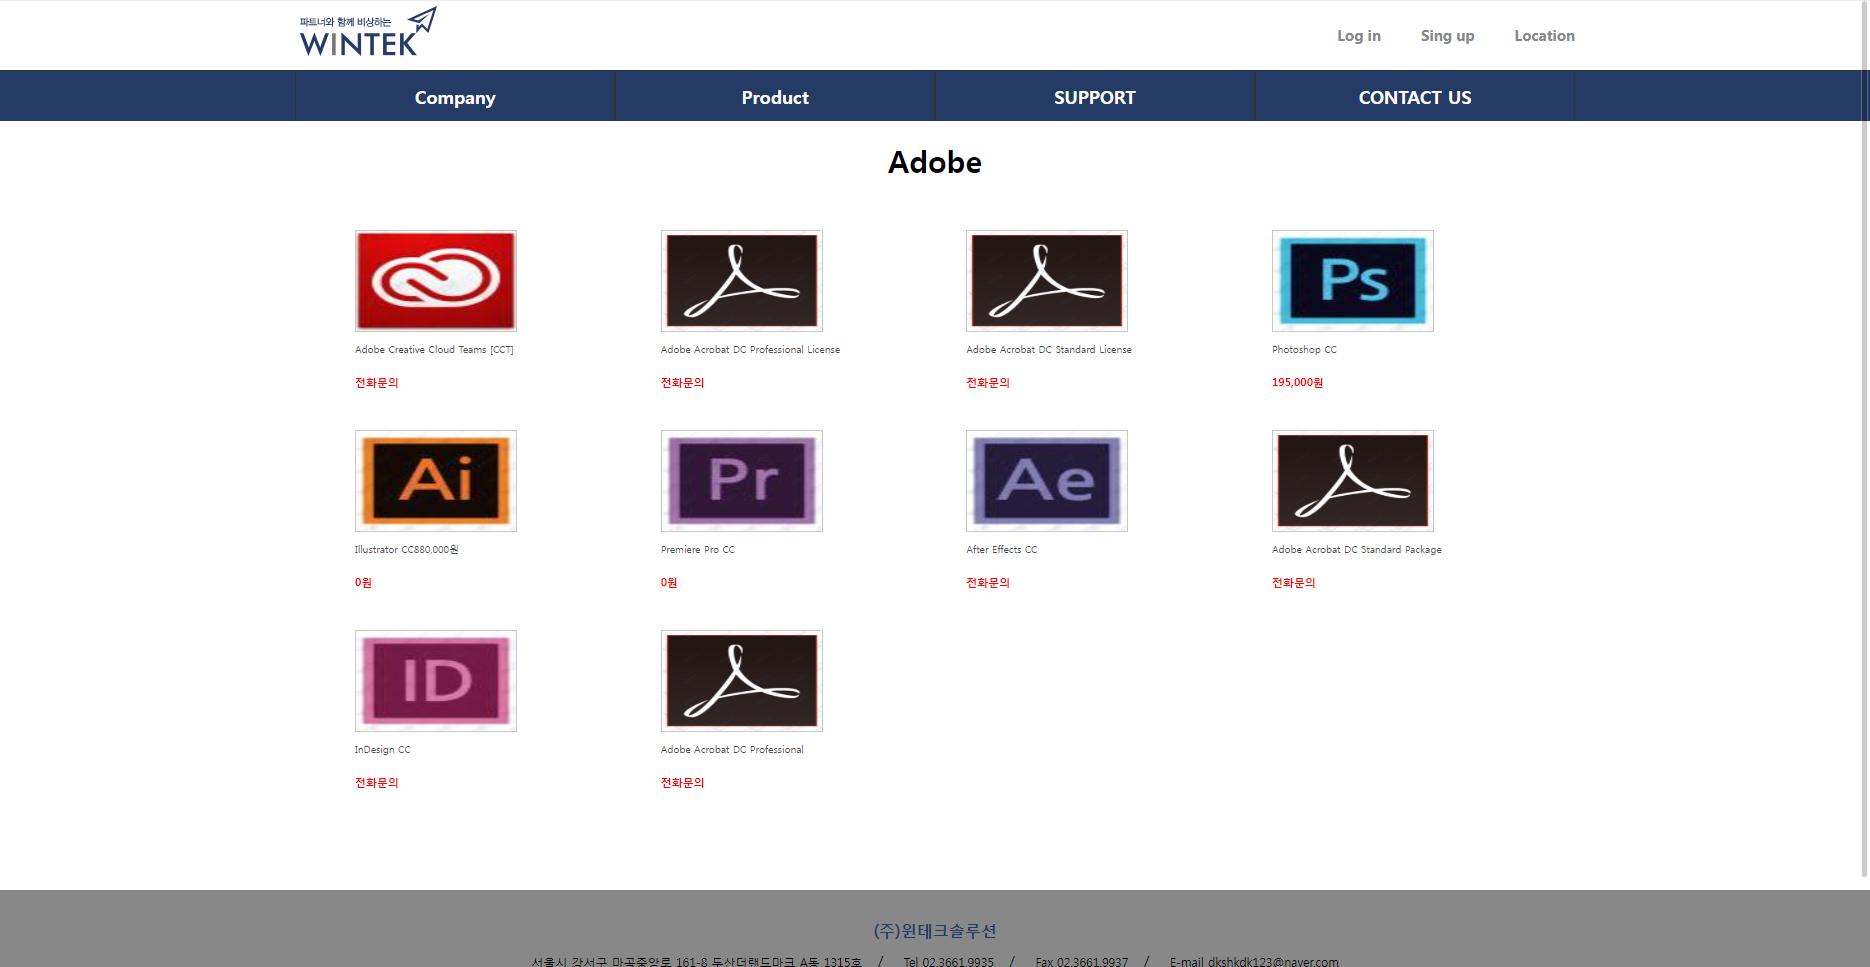 파트너와 함께 비상하는
WINTEK
Log in Sing up Location
Company Product SUPPORT CONTACT US
Adobe
Ps
Adobe Creative Cloud Teams [CCT] Adobe Acrobat DC Professional License Adobe Acrobat DC Standard License Photoshop CC
전화문의 전화문의 전화문의 195,000원
Ai Pr Ae
Illustrator CC880,000원 Premiere Pro CC After Effects CC Adobe Acrobat DC Standard Package
0원 0원 전화문의 전화문의
ID
InDesign CC Adobe Acrobat DC Professional
전화문의 전화문의
(주)윈테크솔루션
서울시 강서구 마곡중앙로 161-8 두산더랜드마크 A동 1315호 / Tel 02.3661.9935 / Fax 02.3661.9937 / E-mail dkshkdk123@naver.com